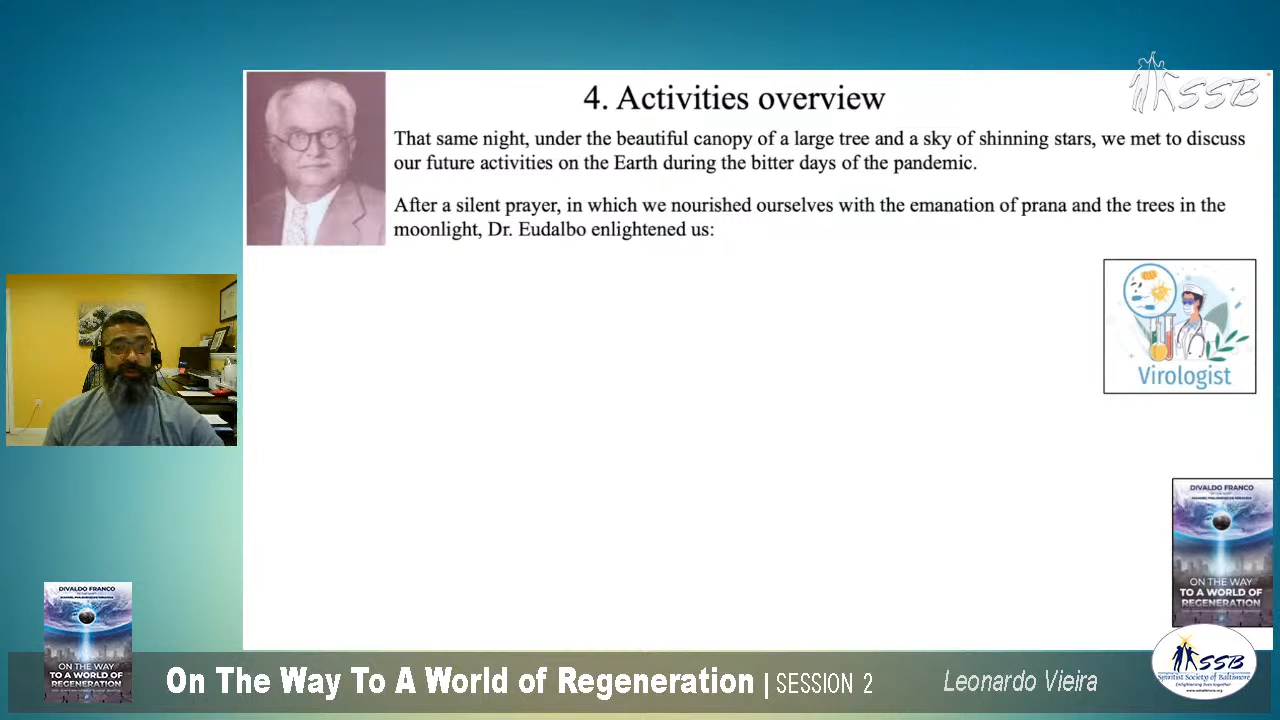 SSB
4. Activities overview
That same night, under the beautiful canopy of a large tree and a sky of shinning stars, we met to discuss
our future activities on the Earth during the bitter days of the pandemic.
After a silent prayer, in which we nourished ourselves with the emanation of prana and the trees in the
moonlight, Dr. Eudalbo enlightened us:
Virologist
DIVALDO FRANCO
ON THE WAY
TO A WORLD OF
REGENERATION
DIVALDO FRANCO
ON THE WAY
TO A WORLD OF
REGENERATION
On The Way To A World of Regeneration | SESSION 2
Leonardo Vieira
SSB
Spiritist Society of Baltimore
Enlightening lives together